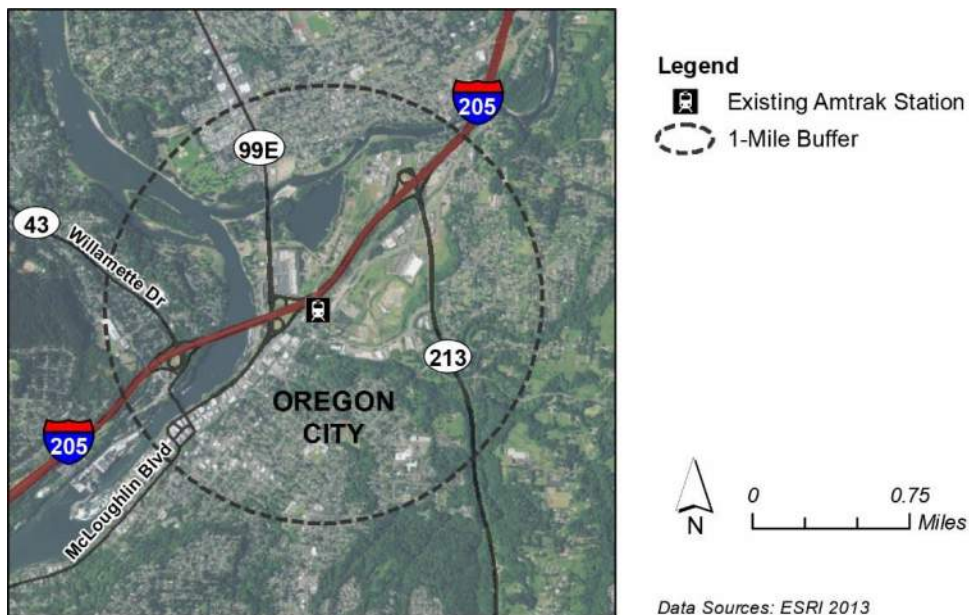 205
99E
43
Willamette Dr
213
OREGON
CITY
205
McLoughlin Blvd
Legend
Existing Amtrak Station
1-Mile Buffer
N
0 0.75
Miles
Data Sources: ESRI 2013